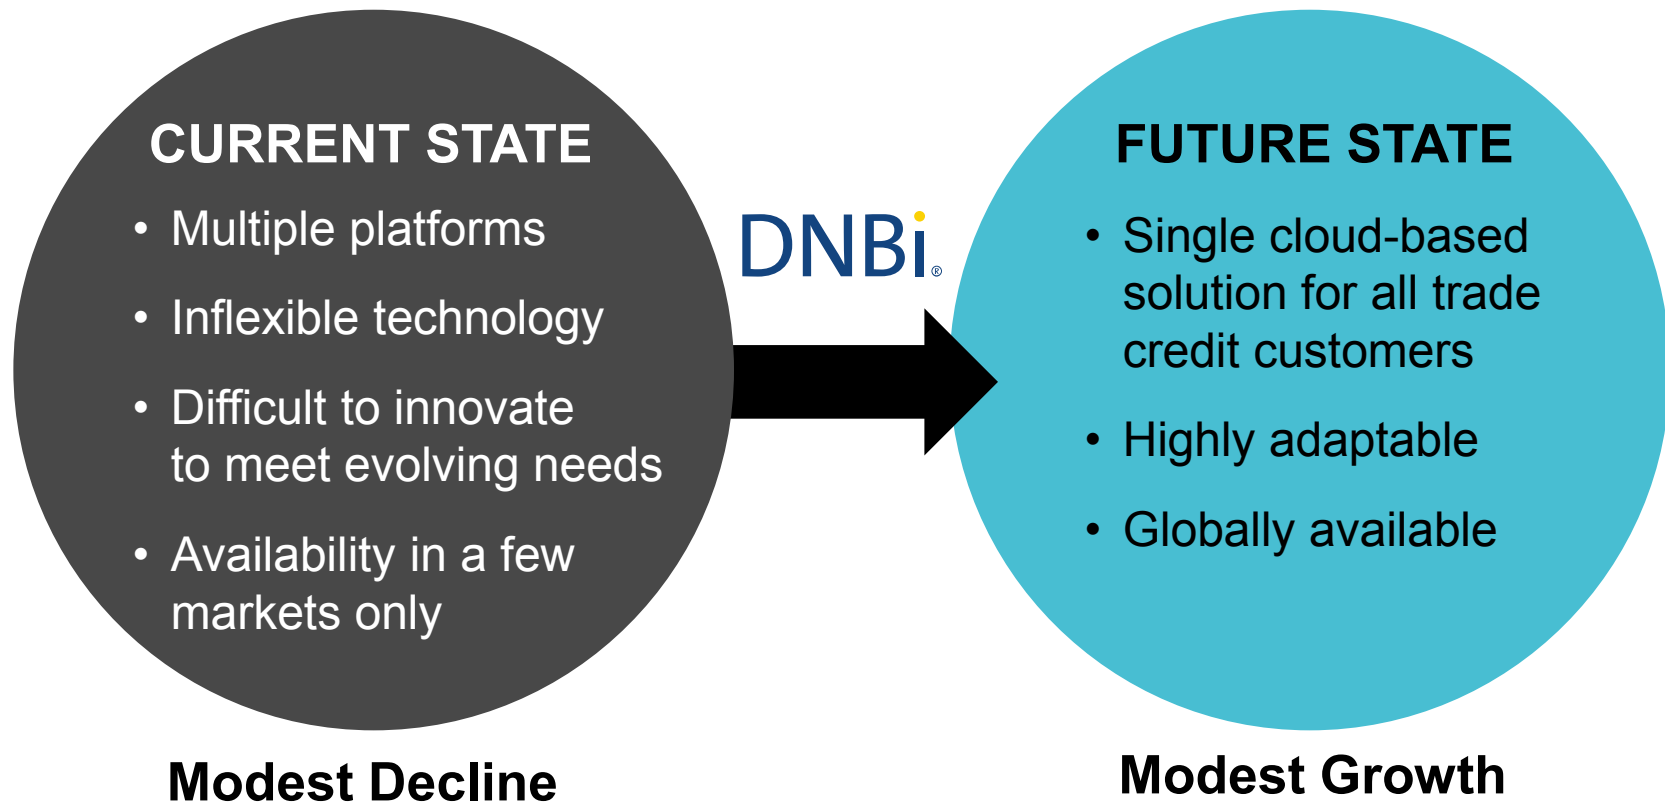 CURRENT STATE
• Multiple platforms
• Inflexible technology
• Difficult to innovate
to meet evolving needs
• Availability in a few
markets only
Modest Decline
DNBi®
FUTURE STATE
• Single cloud-based
solution for all trade
credit customers
• Highly adaptable
• Globally available
Modest Growth